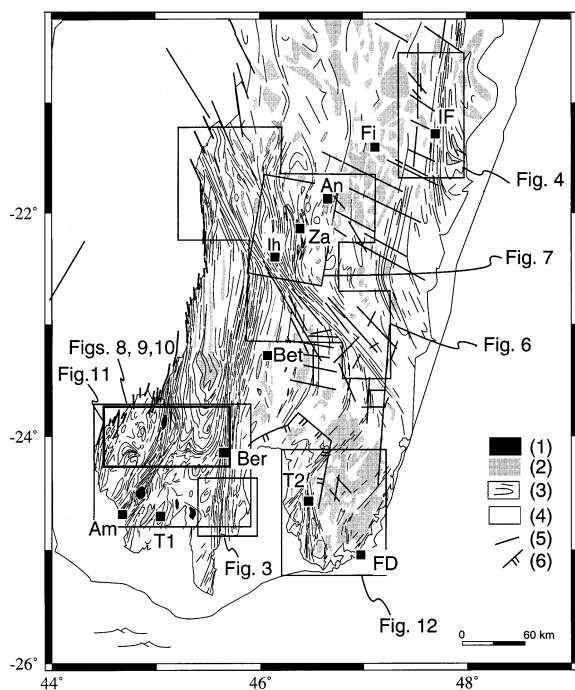 IF
Fi
Fig. 4
An
-22°
Za
Ih
Fig. 7
Figs. 8, 9,10
Bet
Fig. 6
Fig.11
-24°
(1)
Ber
(2)
T2
(3)
Am
T1
(4)
(5)
FD
(6)
Fig. 3
Fig. 12
0 60 km
-26°
44° 46° 48°